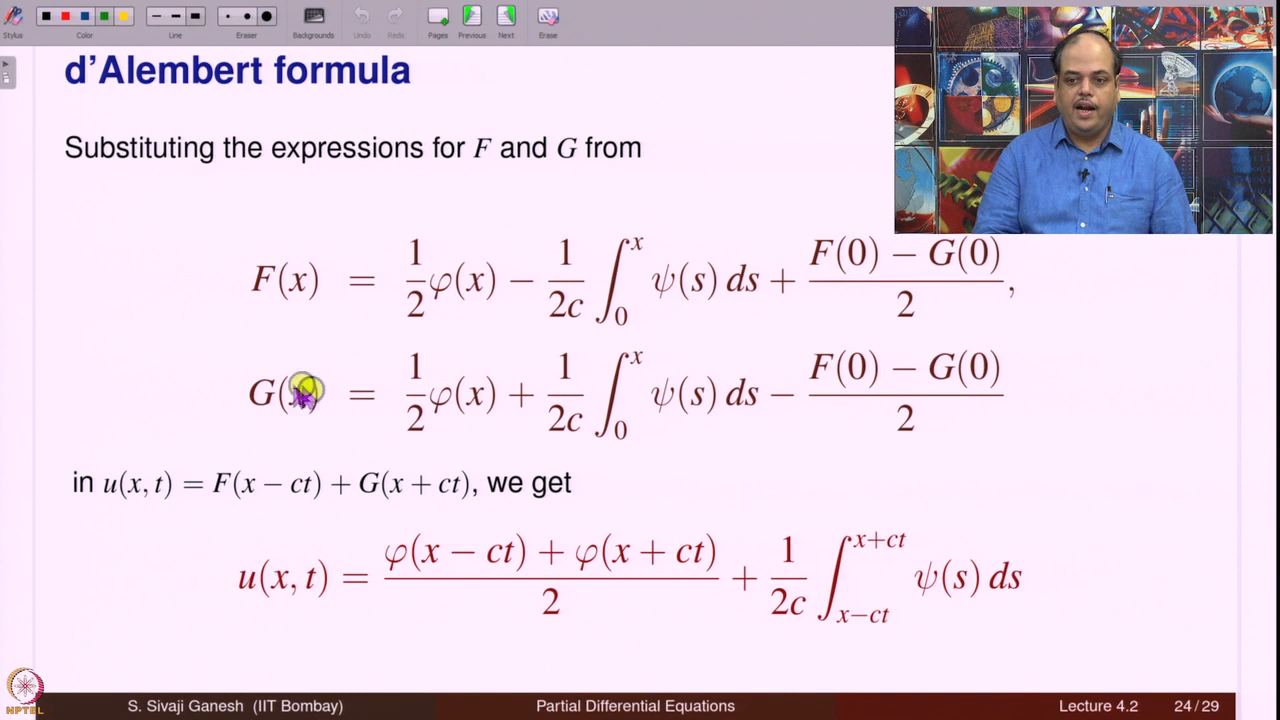 Stylus Color Line Eraser Backgrounds Undo Redo Pages Previous Next Erase
d'Alembert formula
Substituting the expressions for F and G from
F(x) = 1/2 φ(x) − 1/2c ∫_0^x ψ(s) ds + F(0) − G(0)/2,
G(x) = 1/2 φ(x) + 1/2c ∫_0^x ψ(s) ds − F(0) − G(0)/2
in u(x, t) = F(x − ct) + G(x + ct), we get
u(x, t) = φ(x − ct) + φ(x + ct)/2 + 1/2c ∫_{x−ct}^{x+ct} ψ(s) ds
NPTEL
S. Sivaji Ganesh (IIT Bombay) Partial Differential Equations Lecture 4.2 24 / 29